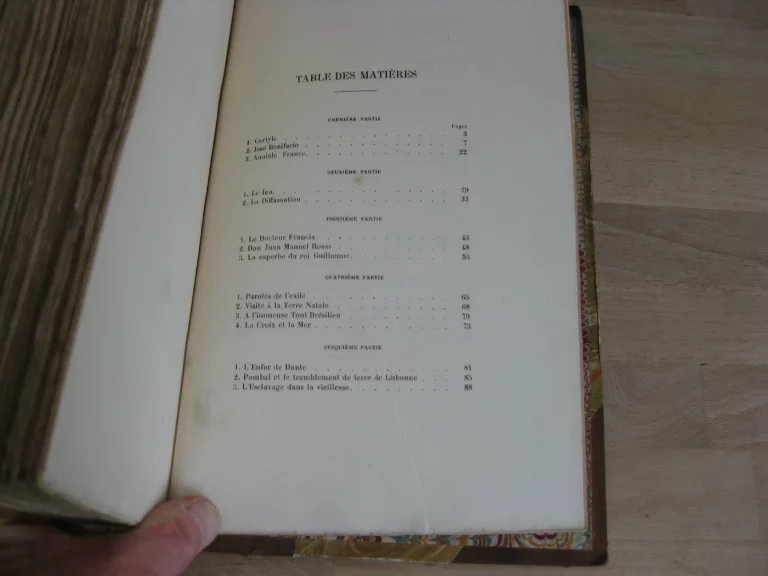 TABLE DES MATIÈRES
PREMIÈRE PARTIE
Pages
1. Carlyle . . . . . . . . . . . . . . . 3
2. José Bonifacio . . . . . . . . . . . . . 7
3. Anatole France. . . . . . . . . . . . . 22
DEUXIÈME PARTIE
1. Le Jeu. . . . . . . . . . . . . . . . 29
2. La Diffamation . . . . . . . . . . . . . 33
TROISIÈME PARTIE
1. Le Docteur Francia. . . . . . . . . . . . 43
2. Don Juan Manuel Rosas . . . . . . . . . . 48
3. La superbe du roi Guillaume. . . . . . . . . 55
QUATRIÈME PARTIE
1. Paroles de l'exilé . . . . . . . . . . . . 65
2. Visite à la Terre Natale . . . . . . . . . . 68
3. A l'immense Tout Brésilien . . . . . . . . . 70
4. La Croix et la Mer . . . . . . . . . . . . 73
CINQUIÈME PARTIE
1. L'Enfer de Dante . . . . . . . . . . . . 81
2. Pombal et le tremblement de terre de Lisbonne . . . 85
3. L'Esclavage dans la vieillesse. . . . . . . . . 88